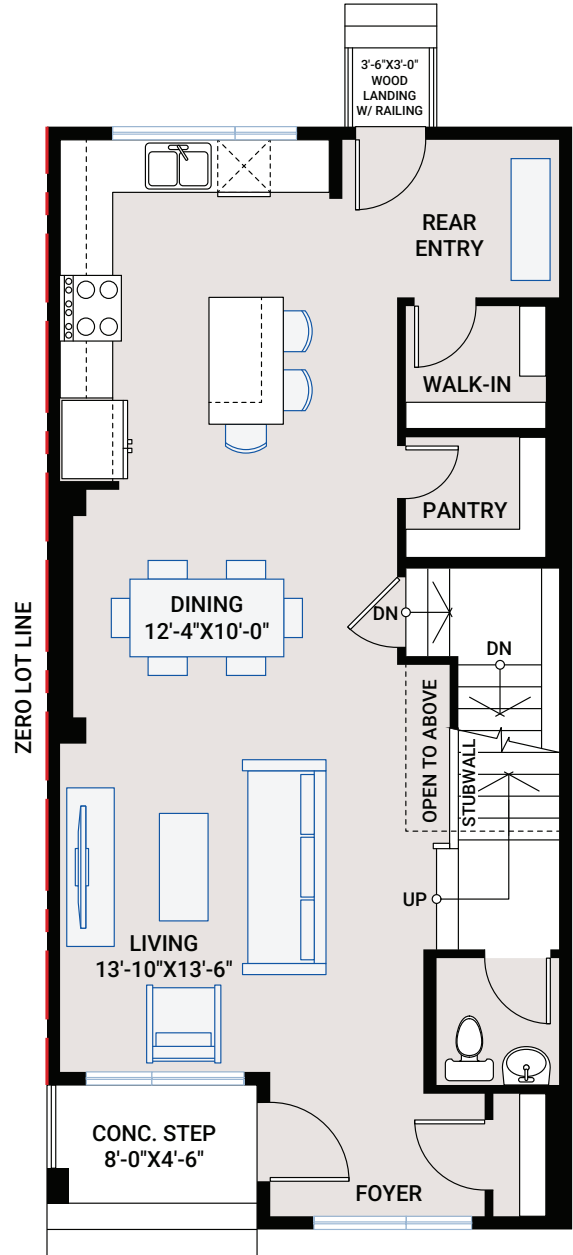 3'-6"X3'-0"
WOOD
LANDING
W/ RAILING
REAR
ENTRY
WALK-IN
PANTRY
DINING
12'-4"X10'-0"
DN
DN
ZERO LOT LINE
OPEN TO ABOVE
STUBWALL
UP
LIVING
13'-10"X13'-6"
CONC. STEP
8'-0"X4'-6"
FOYER